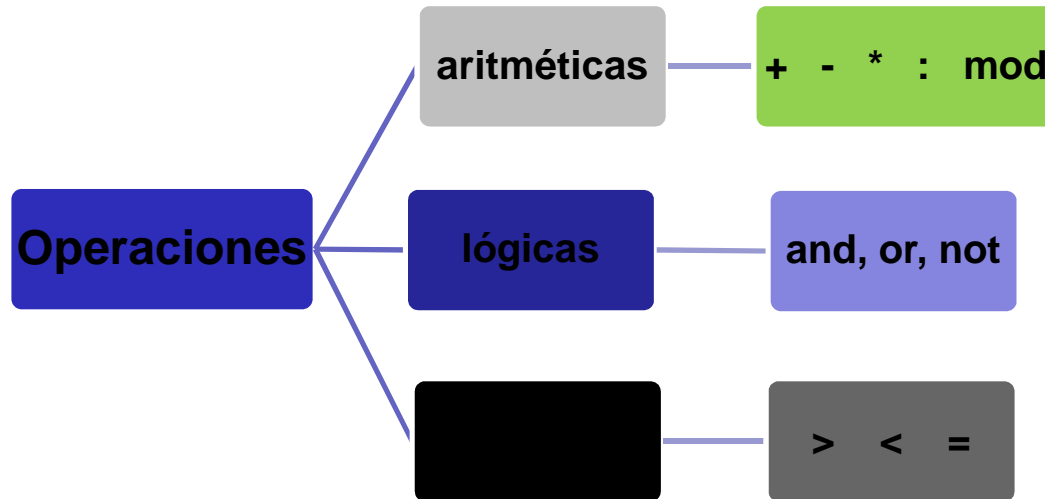 Operaciones
aritméticas
+ - * : mod
lógicas
and, or, not
> < =